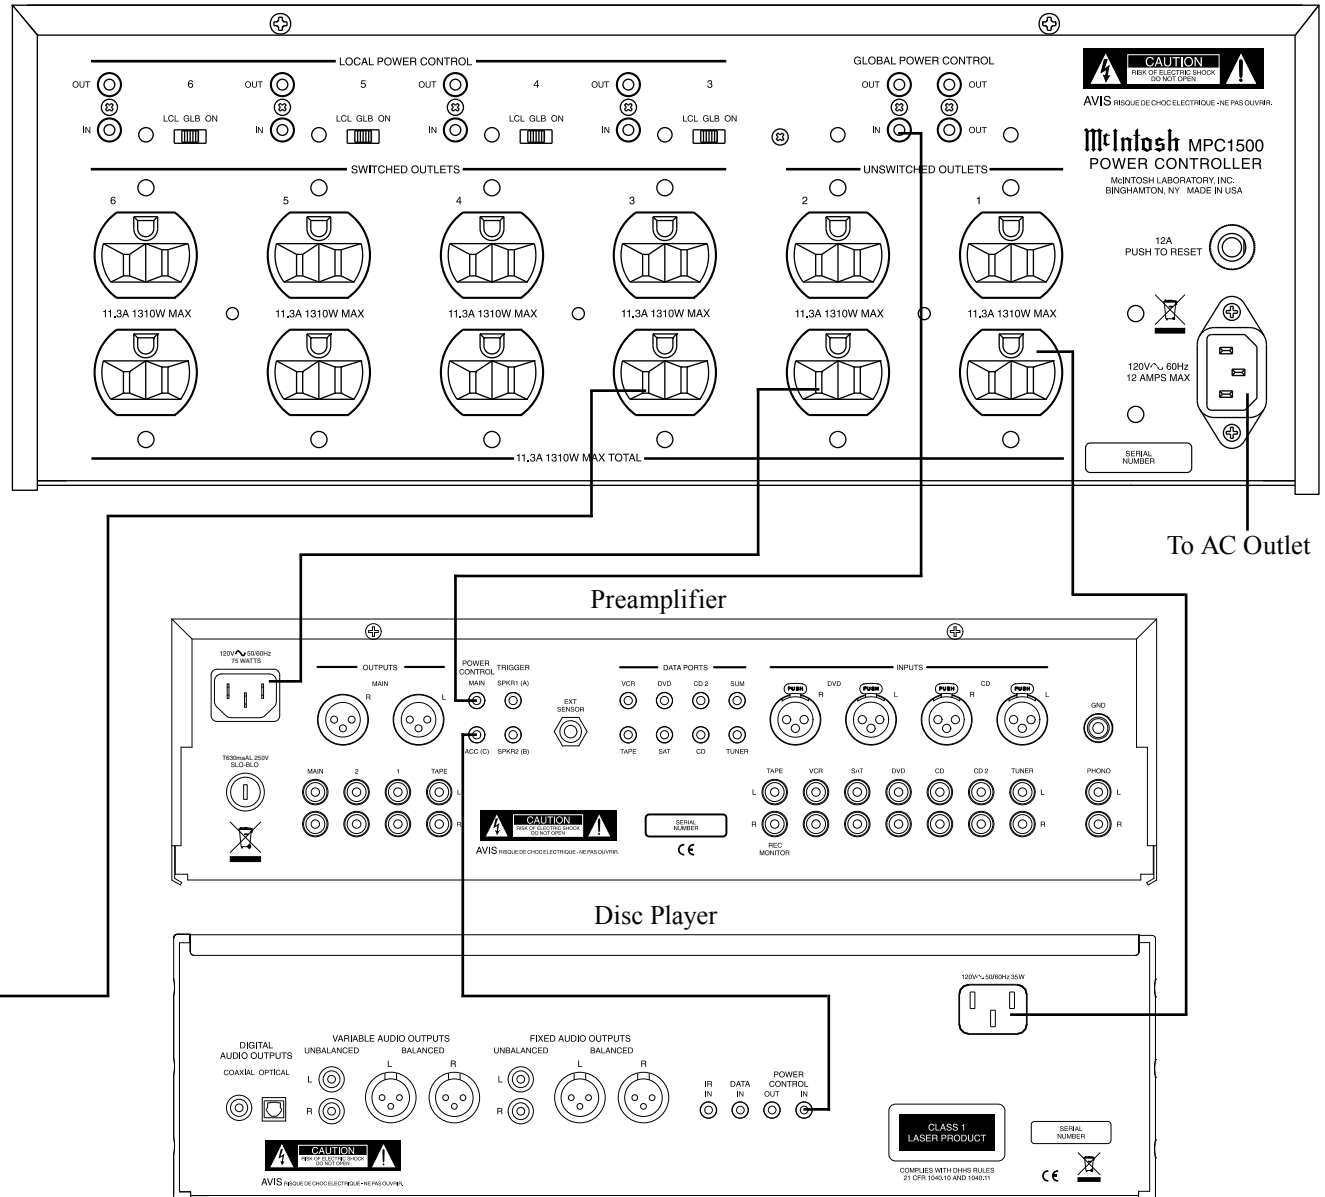 LOCAL POWER CONTROL
GLOBAL POWER CONTROL
OUT 6 OUT 5 OUT 4 OUT 3 OUT OUT
LCL GLB ON LCL GLB ON LCL GLB ON LCL GLB ON
IN IN IN IN IN OUT
CAUTION
RISK OF ELECTRIC SHOCK
DO NOT OPEN
AVIS RISQUE DE CHOC ELECTRIQUE - NE PAS OUVRIR.
McIntosh MPC1500
POWER CONTROLLER
McINTOSH LABORATORY, INC.
BINGHAMTON, NY MADE IN USA
SWITCHED OUTLETS
UNSWITCHED OUTLETS
6 5 4 3 2 1
12A
PUSH TO RESET
11.3A 1310W MAX 11.3A 1310W MAX 11.3A 1310W MAX 11.3A 1310W MAX 11.3A 1310W MAX 11.3A 1310W MAX
120V~ 60Hz
12 AMPS MAX
11.3A 1310W MAX TOTAL
SERIAL
NUMBER
To AC Outlet
Preamplifier
120V~50/60Hz
75 WATTS
OUTPUTS
MAIN
R L
POWER
CONTROL
TRIGGER
MAIN SPKR1 (A)
ACC (C) SPKR2 (B)
EXT
SENSOR
DATA PORTS
VCR DVD CD 2 SUM
TAPE SAT CD TUNER
INPUTS
DVD CD
PUSH PUSH PUSH PUSH
R L R L
GND
T630maAL 250V
SLO-BLO
MAIN 2 1 TAPE
L
R
CAUTION
RISK OF ELECTRIC SHOCK
DO NOT OPEN
AVIS RISQUE DE CHOC ELECTRIQUE - NE PAS OUVRIR.
SERIAL
NUMBER
CE
TAPE VCR SAT DVD CD CD 2 TUNER PHONO
L L L
R R R
REC
MONITOR
Disc Player
120V~50/60Hz 35W
DIGITAL
AUDIO OUTPUTS
COAXIAL OPTICAL
VARIABLE AUDIO OUTPUTS
UNBALANCED BALANCED
L R
L
R
FIXED AUDIO OUTPUTS
UNBALANCED BALANCED
L R
L
R
IR
IN
DATA
IN
POWER
CONTROL
OUT IN
CLASS 1
LASER PRODUCT
COMPLIES WITH DHHS RULES
21 CFR 1040.10 AND 1040.11
SERIAL
NUMBER
CE
CAUTION
RISK OF ELECTRIC SHOCK
DO NOT OPEN
AVIS RISQUE DE CHOC ELECTRIQUE - NE PAS OUVRIR.